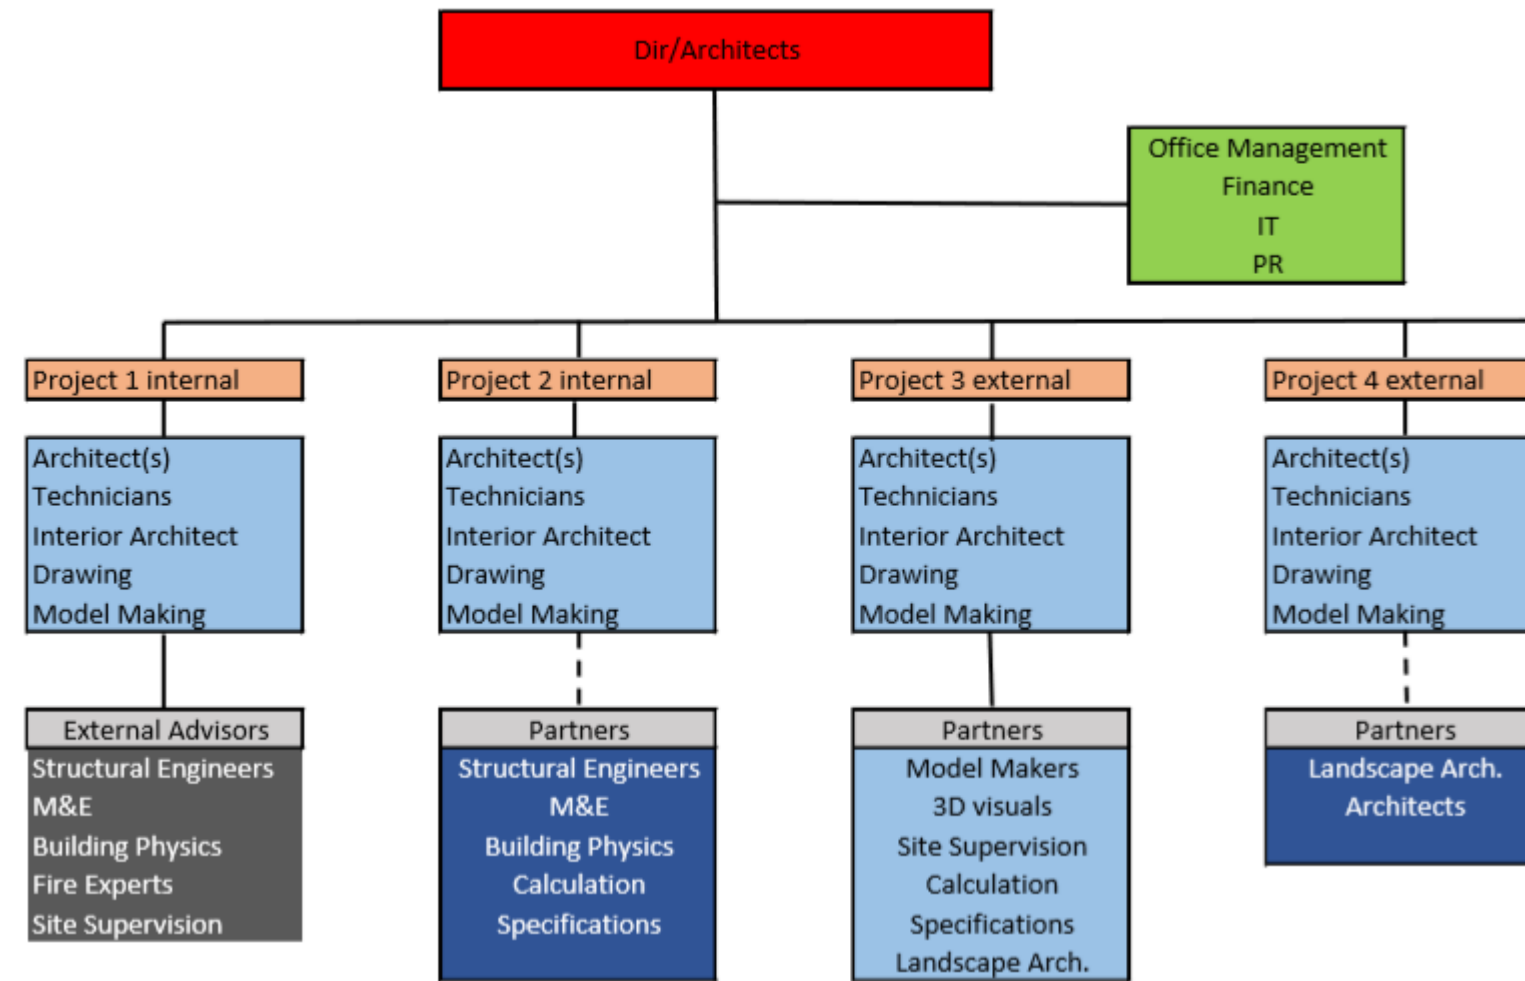 Dir/Architects
Office Management
Finance
IT
PR
Project 1 internal
Architect(s)
Technicians
Interior Architect
Drawing
Model Making
External Advisors
Structural Engineers
M&E
Building Physics
Fire Experts
Site Supervision
Project 2 internal
Architect(s)
Technicians
Interior Architect
Drawing
Model Making
Partners
Structural Engineers
M&E
Building Physics
Calculation
Specifications
Project 3 external
Architect(s)
Technicians
Interior Architect
Drawing
Model Making
Partners
Model Makers
3D visuals
Site Supervision
Calculation
Specifications
Landscape Arch.
Project 4 external
Architect(s)
Technicians
Interior Architect
Drawing
Model Making
Partners
Landscape Arch.
Architects